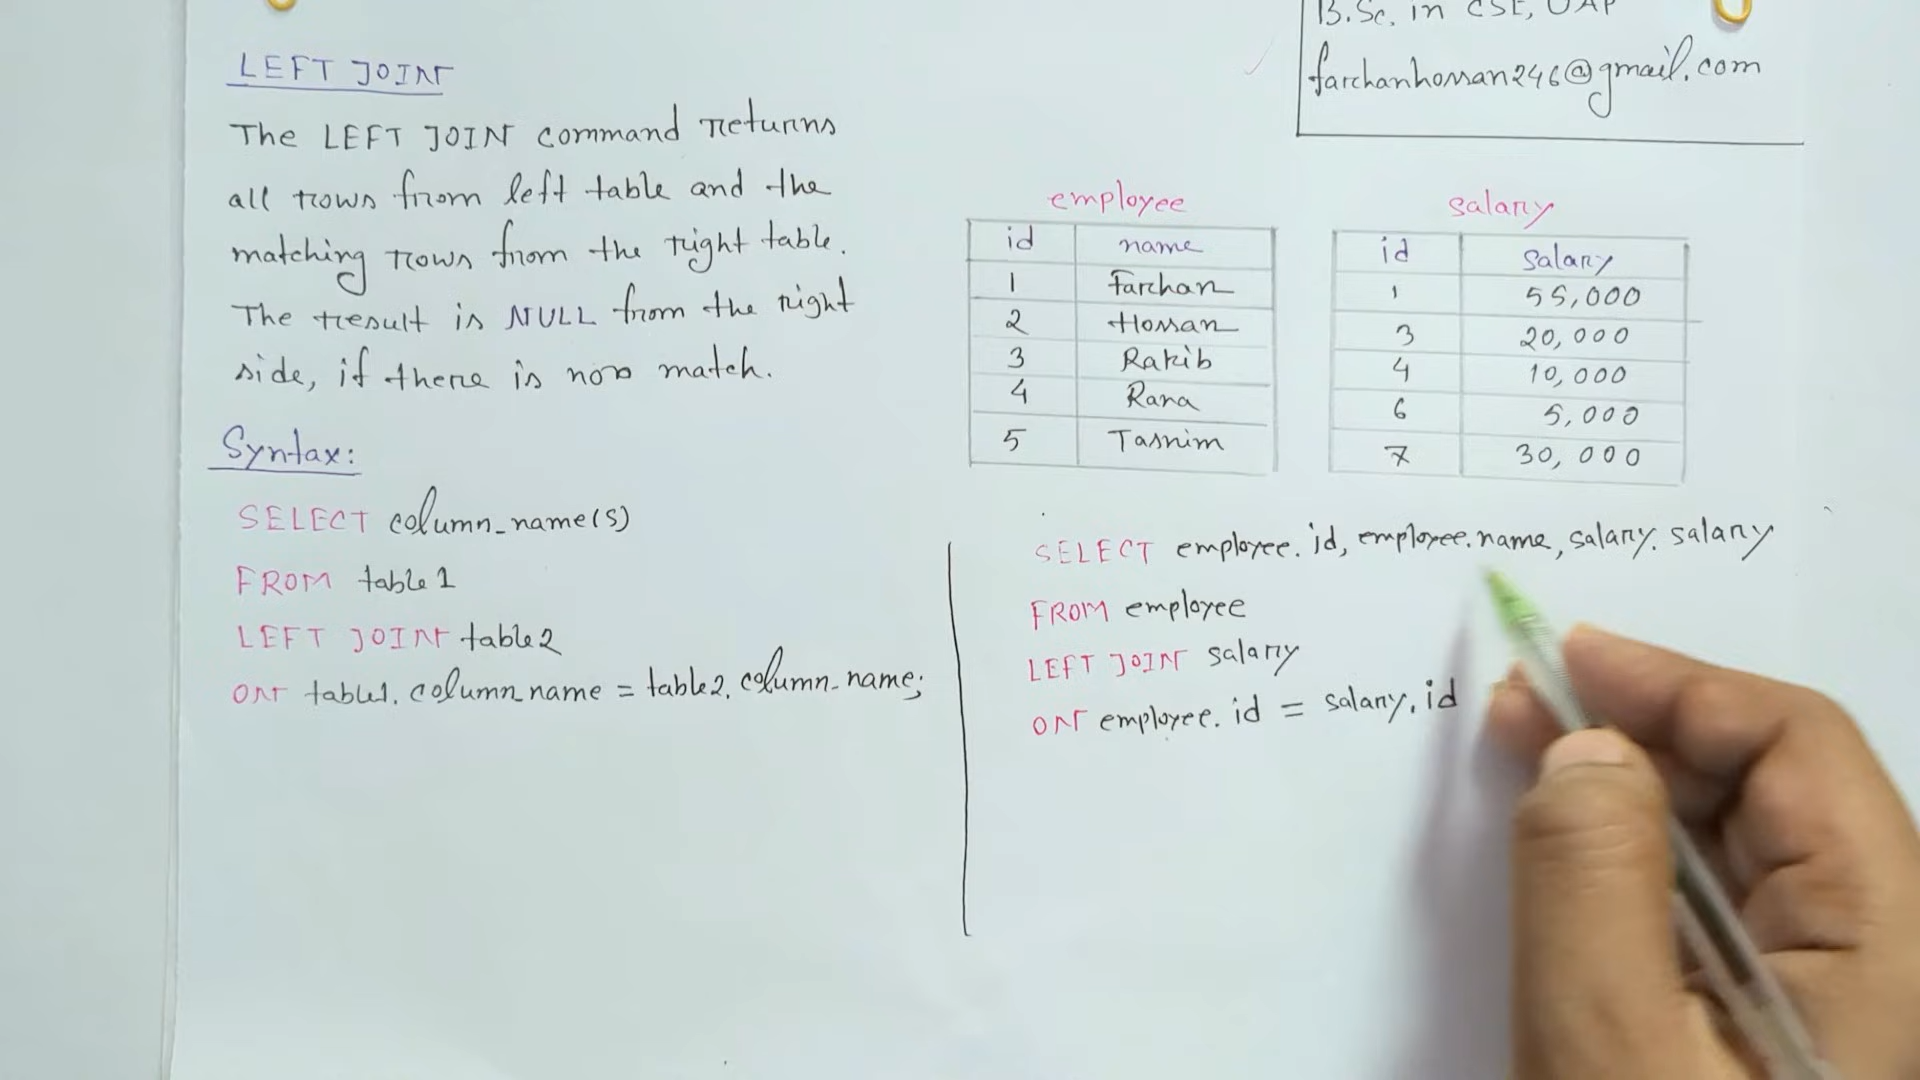 B.Sc. in CSE, UAP
farhanhossan246@gmail.com
LEFT JOIN
The LEFT JOIN command returns
all rows from left table and the
matching rows from the right table.
The result is NULL from the right
side, if there is no match.
Syntax:
SELECT column_name(s)
FROM table1
LEFT JOIN table2
ON table1.column_name = table2.column_name;
employee
id name
1 Farhan
2 Hossan
3 Rakib
4 Rana
5 Tasnim
salary
id salary
1 55,000
3 20,000
4 10,000
6 5,000
7 30,000
SELECT employee.id, employee.name, salary.salary
FROM employee
LEFT JOIN salary
ON employee.id = salary.id